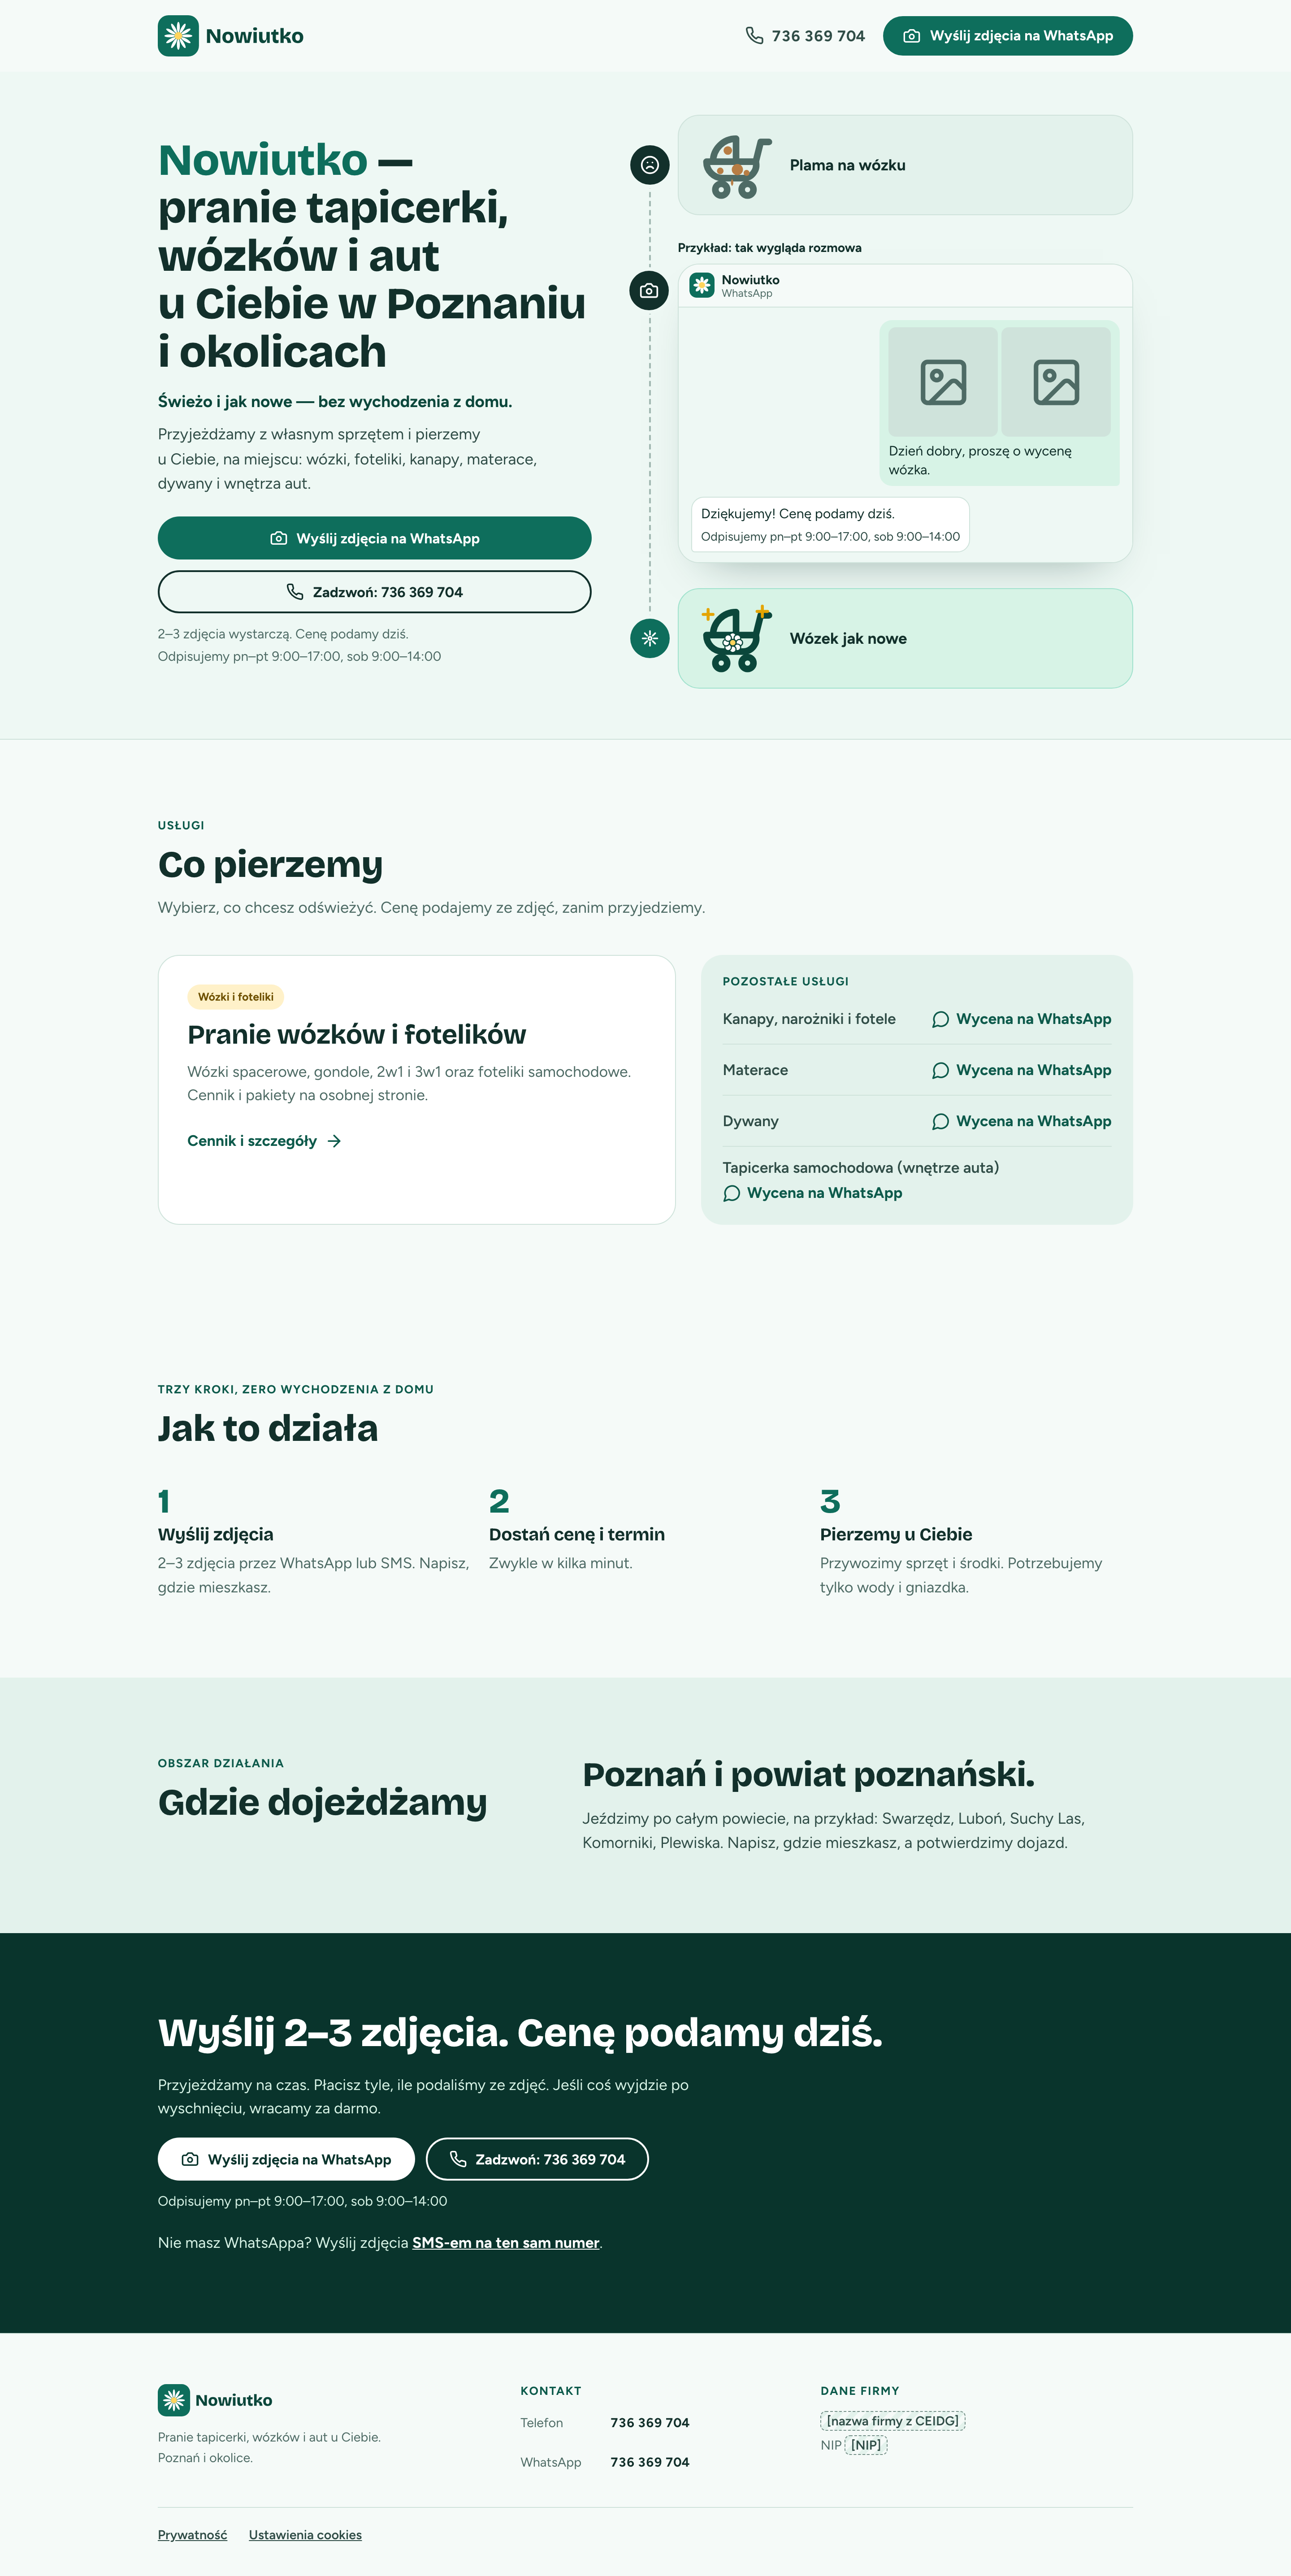 Nowiutko
736 369 704
Wyślij zdjęcia na WhatsApp
Nowiutko —
pranie tapicerki,
wózków i aut
u Ciebie w Poznaniu
i okolicach
Świeżo i jak nowe — bez wychodzenia z domu.
Przyjeżdżamy z własnym sprzętem i pierzemy
u Ciebie, na miejscu: wózki, foteliki, kanapy, materace,
dywany i wnętrza aut.
Wyślij zdjęcia na WhatsApp
Zadzwoń: 736 369 704
2–3 zdjęcia wystarczą. Cenę podamy dziś.
Odpisujemy pn–pt 9:00–17:00, sob 9:00–14:00
Plama na wózku
Przykład: tak wygląda rozmowa
Nowiutko
WhatsApp
Dzień dobry, proszę o wycenę
wózka.
Dziękujemy! Cenę podamy dziś.
Odpisujemy pn–pt 9:00–17:00, sob 9:00–14:00
Wózek jak nowe
USŁUGI
Co pierzemy
Wybierz, co chcesz odświeżyć. Cenę podajemy ze zdjęć, zanim przyjedziemy.
Wózki i foteliki
Pranie wózków i fotelików
Wózki spacerowe, gondole, 2w1 i 3w1 oraz foteliki samochodowe.
Cennik i pakiety na osobnej stronie.
Cennik i szczegóły
POZOSTAŁE USŁUGI
Kanapy, narożniki i fotele
Wycena na WhatsApp
Materace
Wycena na WhatsApp
Dywany
Wycena na WhatsApp
Tapicerka samochodowa (wnętrze auta)
Wycena na WhatsApp
TRZY KROKI, ZERO WYCHODZENIA Z DOMU
Jak to działa
1
Wyślij zdjęcia
2–3 zdjęcia przez WhatsApp lub SMS. Napisz,
gdzie mieszkasz.
2
Dostań cenę i termin
Zwykle w kilka minut.
3
Pierzemy u Ciebie
Przywozimy sprzęt i środki. Potrzebujemy
tylko wody i gniazdka.
OBSZAR DZIAŁANIA
Gdzie dojeżdżamy
Poznań i powiat poznański.
Jeździmy po całym powiecie, na przykład: Swarzędz, Luboń, Suchy Las,
Komorniki, Plewiska. Napisz, gdzie mieszkasz, a potwierdzimy dojazd.
Wyślij 2–3 zdjęcia. Cenę podamy dziś.
Przyjeżdżamy na czas. Płacisz tyle, ile podaliśmy ze zdjęć. Jeśli coś wyjdzie po
wyschnięciu, wracamy za darmo.
Wyślij zdjęcia na WhatsApp
Zadzwoń: 736 369 704
Odpisujemy pn–pt 9:00–17:00, sob 9:00–14:00
Nie masz WhatsAppa? Wyślij zdjęcia SMS-em na ten sam numer.
Nowiutko
Pranie tapicerki, wózków i aut u Ciebie.
Poznań i okolice.
KONTAKT
Telefon 736 369 704
WhatsApp 736 369 704
DANE FIRMY
[nazwa firmy z CEIDG]
NIP [NIP]
Prywatność
Ustawienia cookies